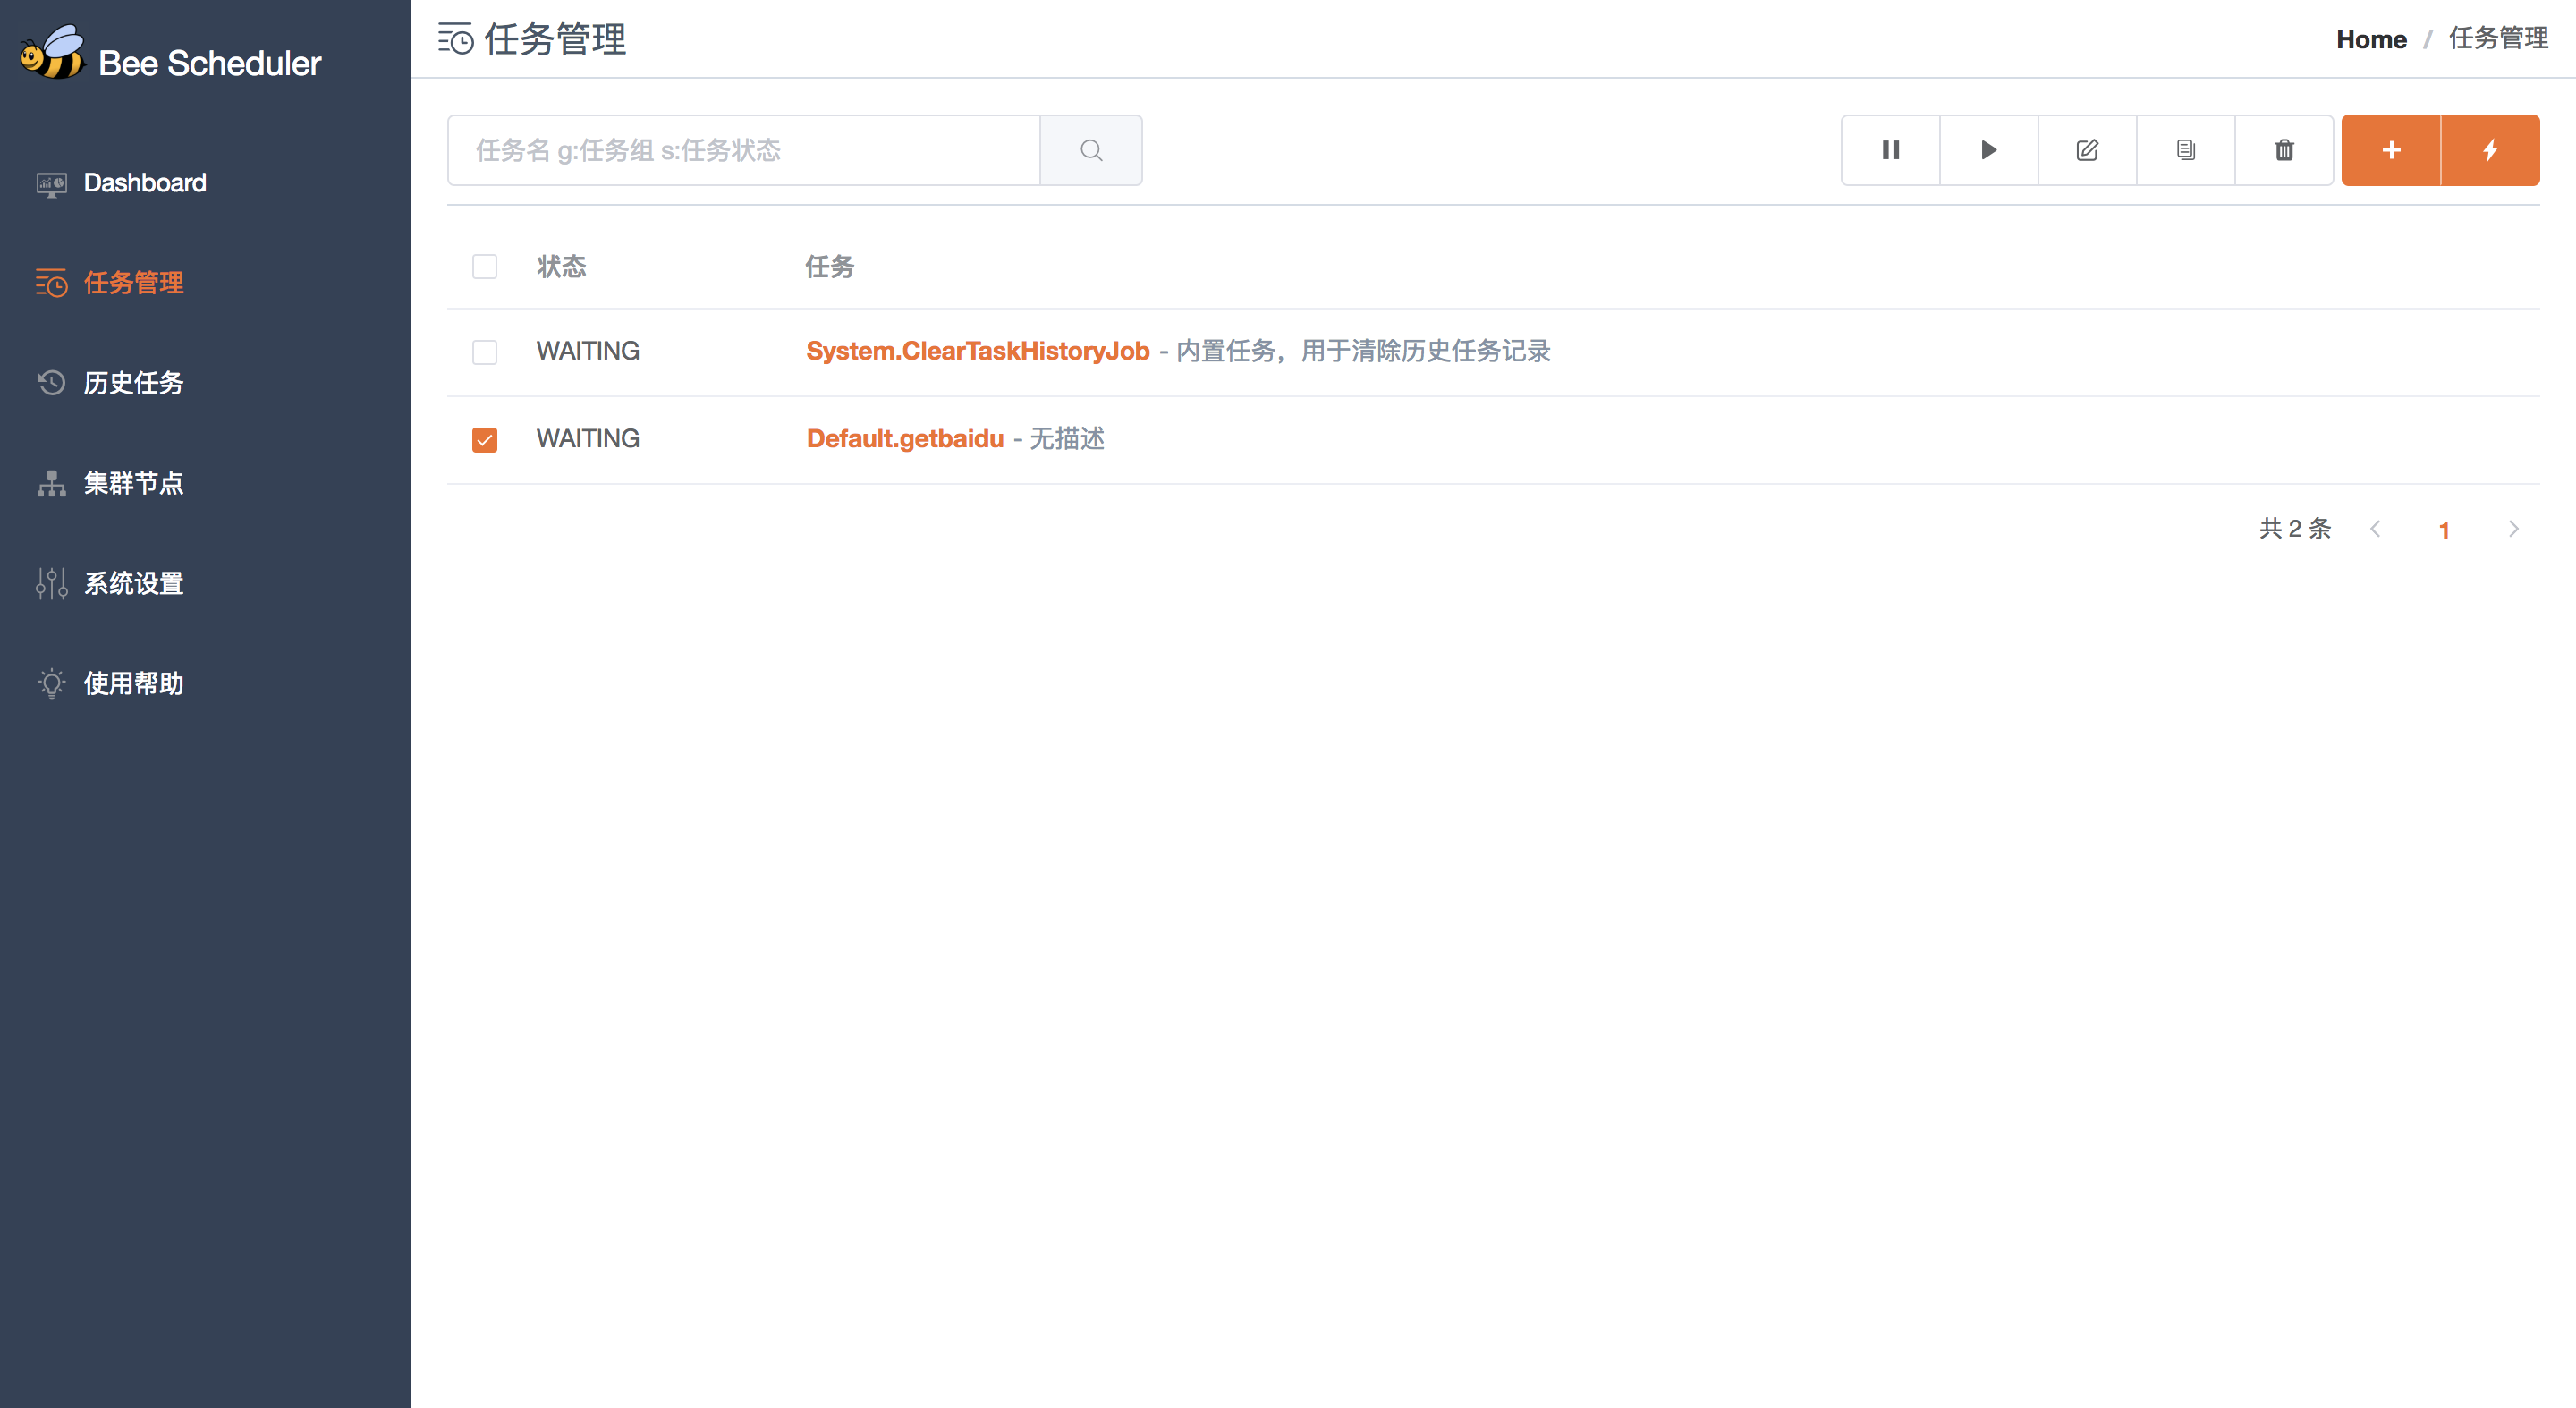 Bee Scheduler
Dashboard
任务管理
历史任务
集群节点
系统设置
使用帮助
任务管理
Home / 任务管理
任务名 g:任务组 s:任务状态
状态 任务
WAITING System.ClearTaskHistoryJob - 内置任务，用于清除历史任务记录
WAITING Default.getbaidu - 无描述
共 2 条 1